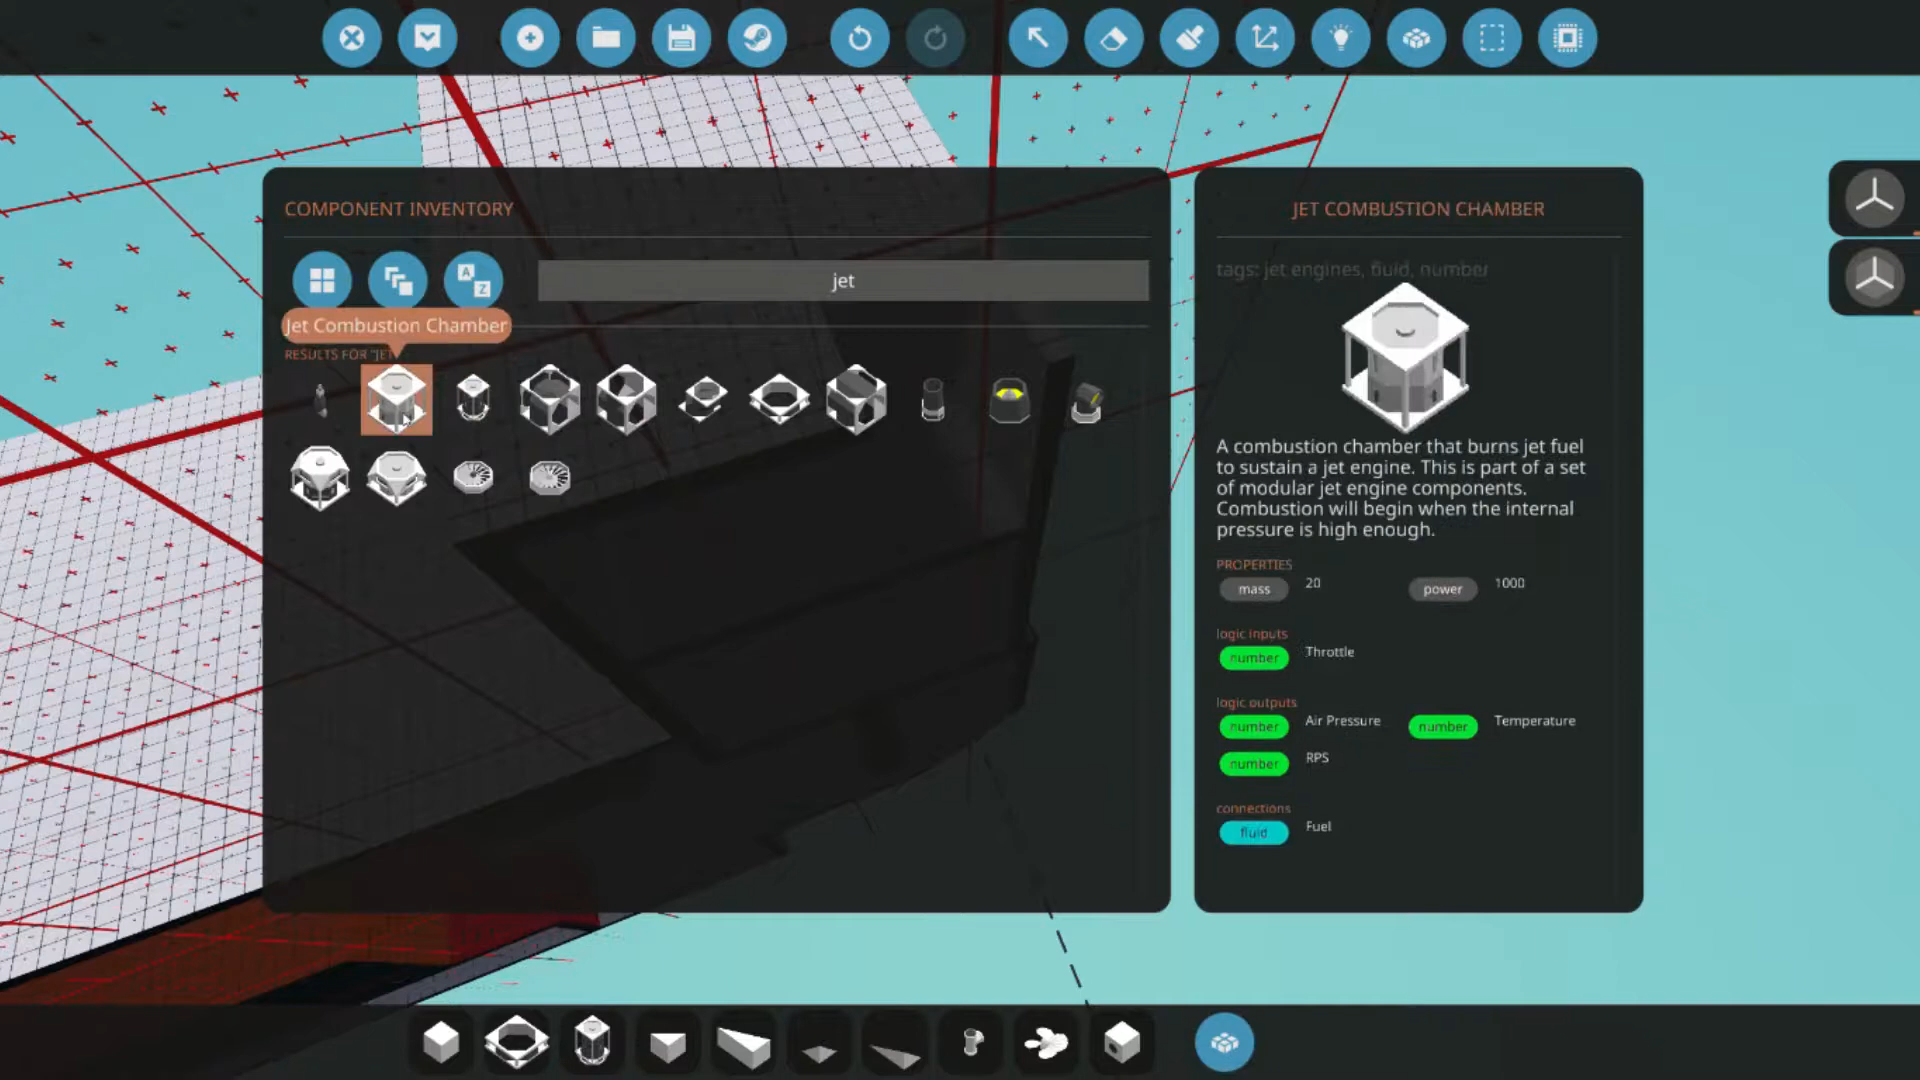 COMPONENT INVENTORY
A
Z
jet
Jet Combustion Chamber
RESULTS FOR "JET
JET COMBUSTION CHAMBER
tags: jet engines, fluid, number
A combustion chamber that burns jet fuel
to sustain a jet engine. This is part of a set
of modular jet engine components.
Combustion will begin when the internal
pressure is high enough.
PROPERTIES
mass 20 power 1000
logic inputs
number Throttle
logic outputs
number Air Pressure number Temperature
number RPS
connections
fluid Fuel